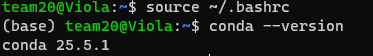 team20@Viola:~$ source ~/.bashrc
(base) team20@Viola:~$ conda --version
conda 25.5.1